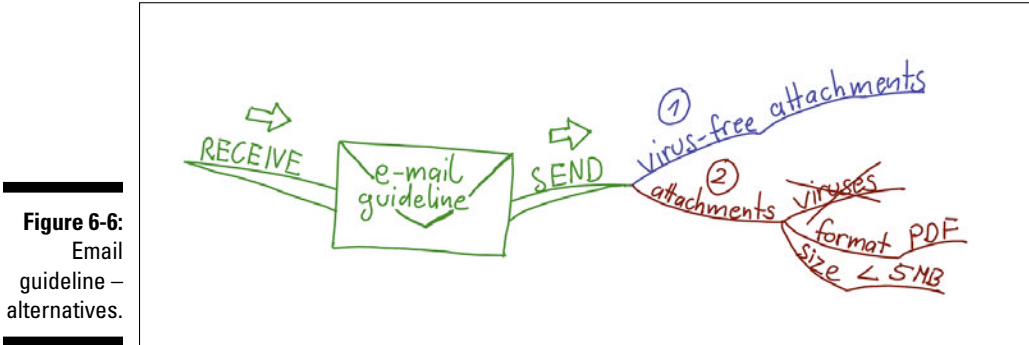 Figure 6-6:
Email
guideline –
alternatives.
RECEIVE
e-mail
guideline
SEND
1
virus-free attachments
2
attachments
viruses
format PDF
size < 5MB